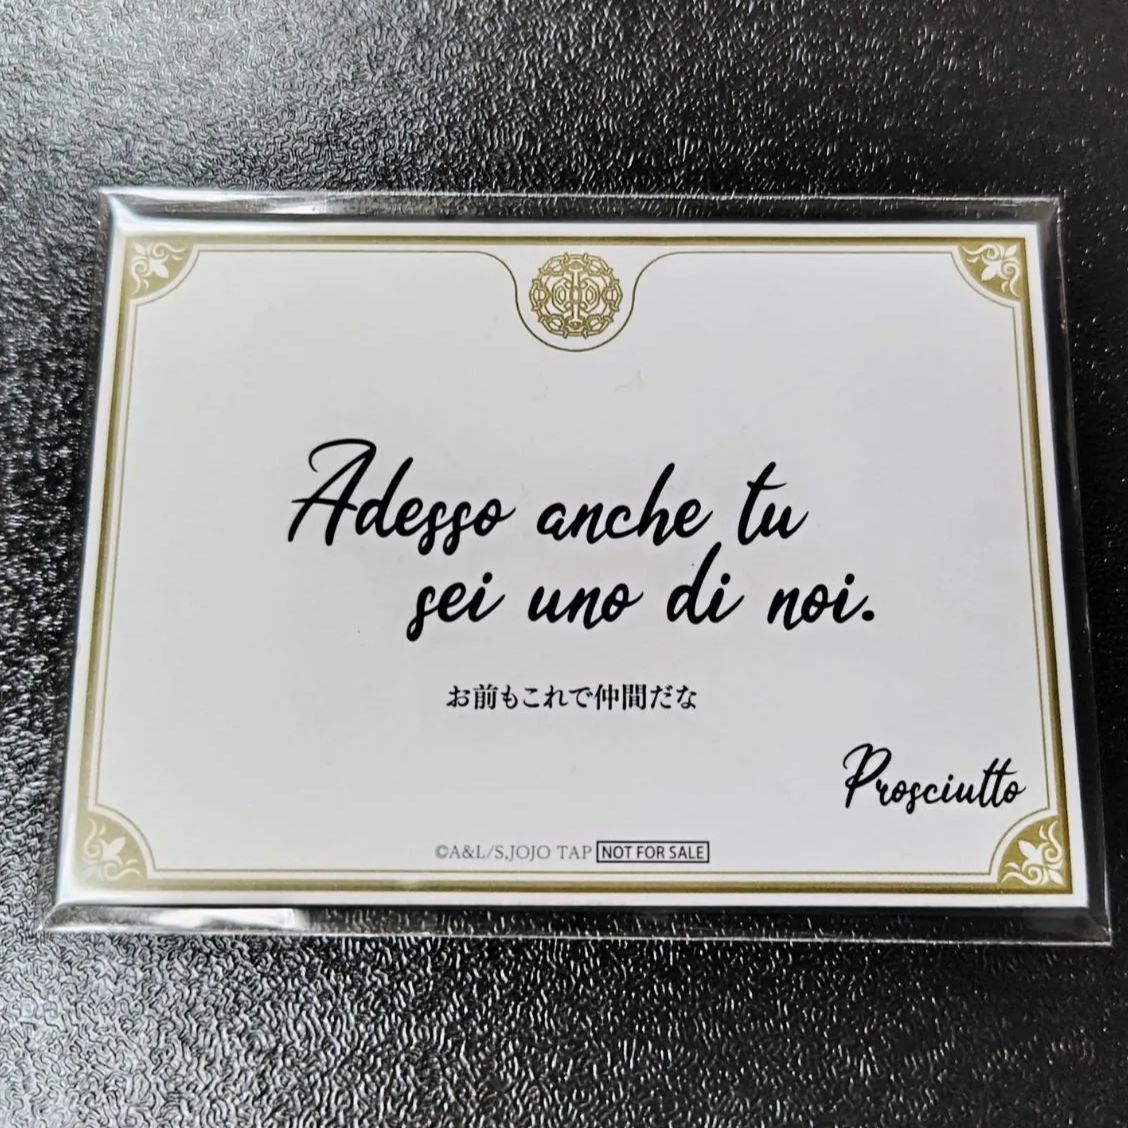 Adesso anche tu
sei uno di noi.
お前もこれで仲間だな
Prosciutto
©A&L/S,JOJO TAP NOT FOR SALE